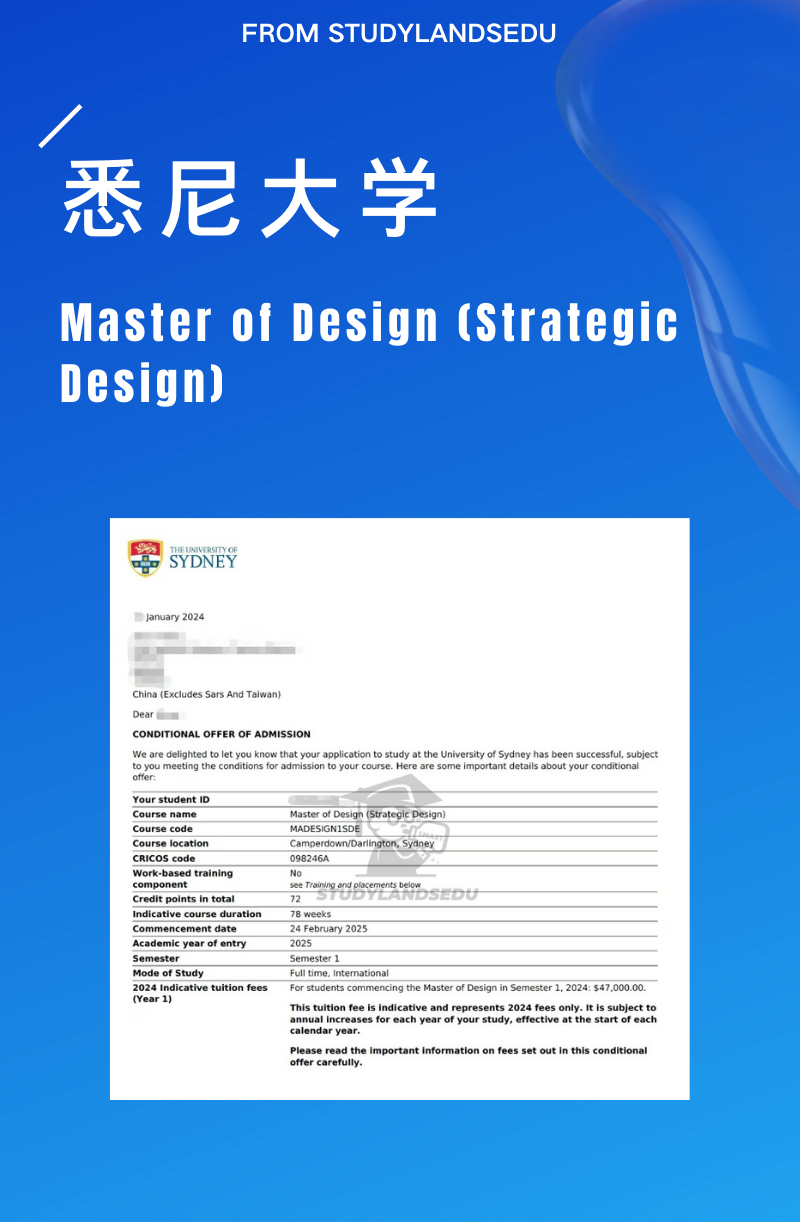 FROM STUDYLANDSEDU
悉尼大学
Master of Design (Strategic
Design)
THE UNIVERSITY OF
SYDNEY
January 2024
China (Excludes Sars And Taiwan)
Dear
CONDITIONAL OFFER OF ADMISSION
We are delighted to let you know that your application to study at the University of Sydney has been successful, subject
to you meeting the conditions for admission to your course. Here are some important details about your conditional
offer:
Your student ID
Course name Master of Design (Strategic Design)
Course code MADESIGN1SDE
Course location Camperdown/Darlington, Sydney
CRICOS code 098246A
Work-based training No
component see Training and placements below
Credit points in total 72
Indicative course duration 78 weeks
Commencement date 24 February 2025
Academic year of entry 2025
Semester Semester 1
Mode of Study Full time, International
2024 Indicative tuition fees For students commencing the Master of Design in Semester 1, 2024: $47,000.00.
(Year 1)
This tuition fee is indicative and represents 2024 fees only. It is subject to
annual increases for each year of your study, effective at the start of each
calendar year.
Please read the important information on fees set out in this conditional
offer carefully.
SMART
STUDYLANDSEDU